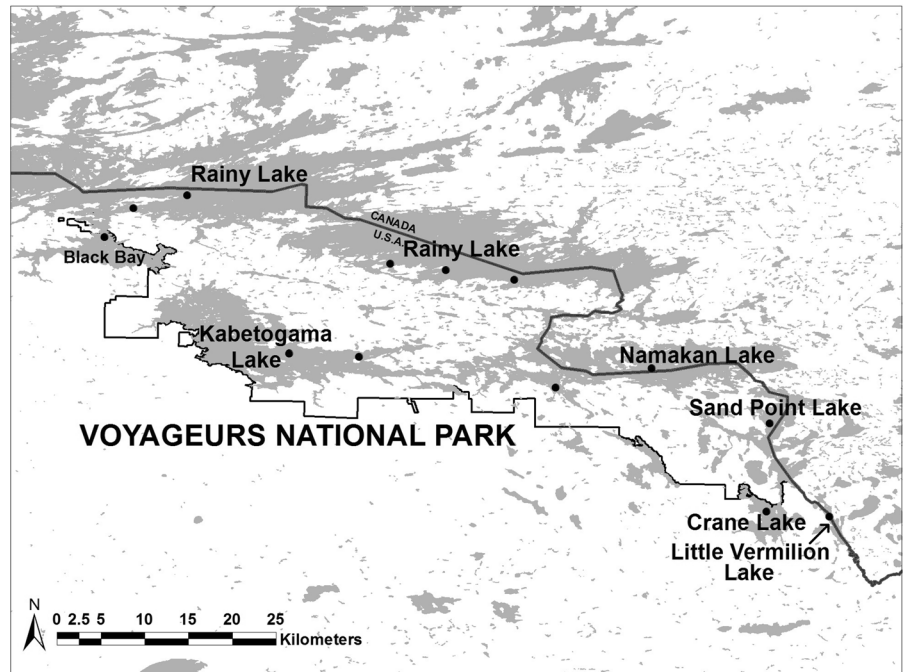 Rainy Lake
CANADA
U.S.A.
Rainy Lake
Black Bay
Kabetogama
Lake
Namakan Lake
Sand Point Lake
VOYAGEURS NATIONAL PARK
Crane Lake
Little Vermilion
Lake
N
0 2.5 5 10 15 20 25
Kilometers